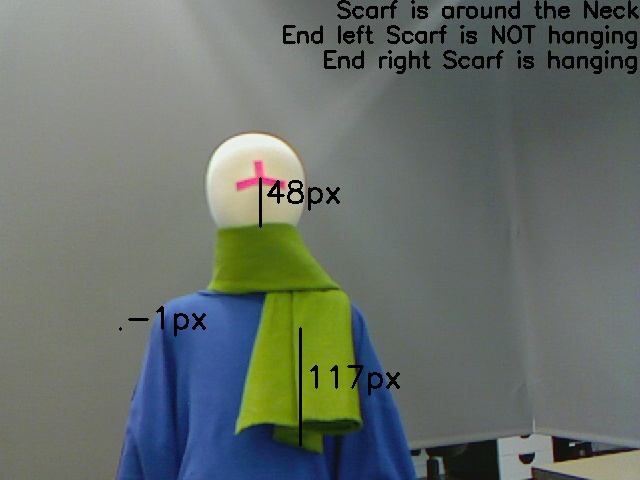 Scarf is around the Neck
End left Scarf is NOT hanging
End right Scarf is hanging
48px
.-1px
117px